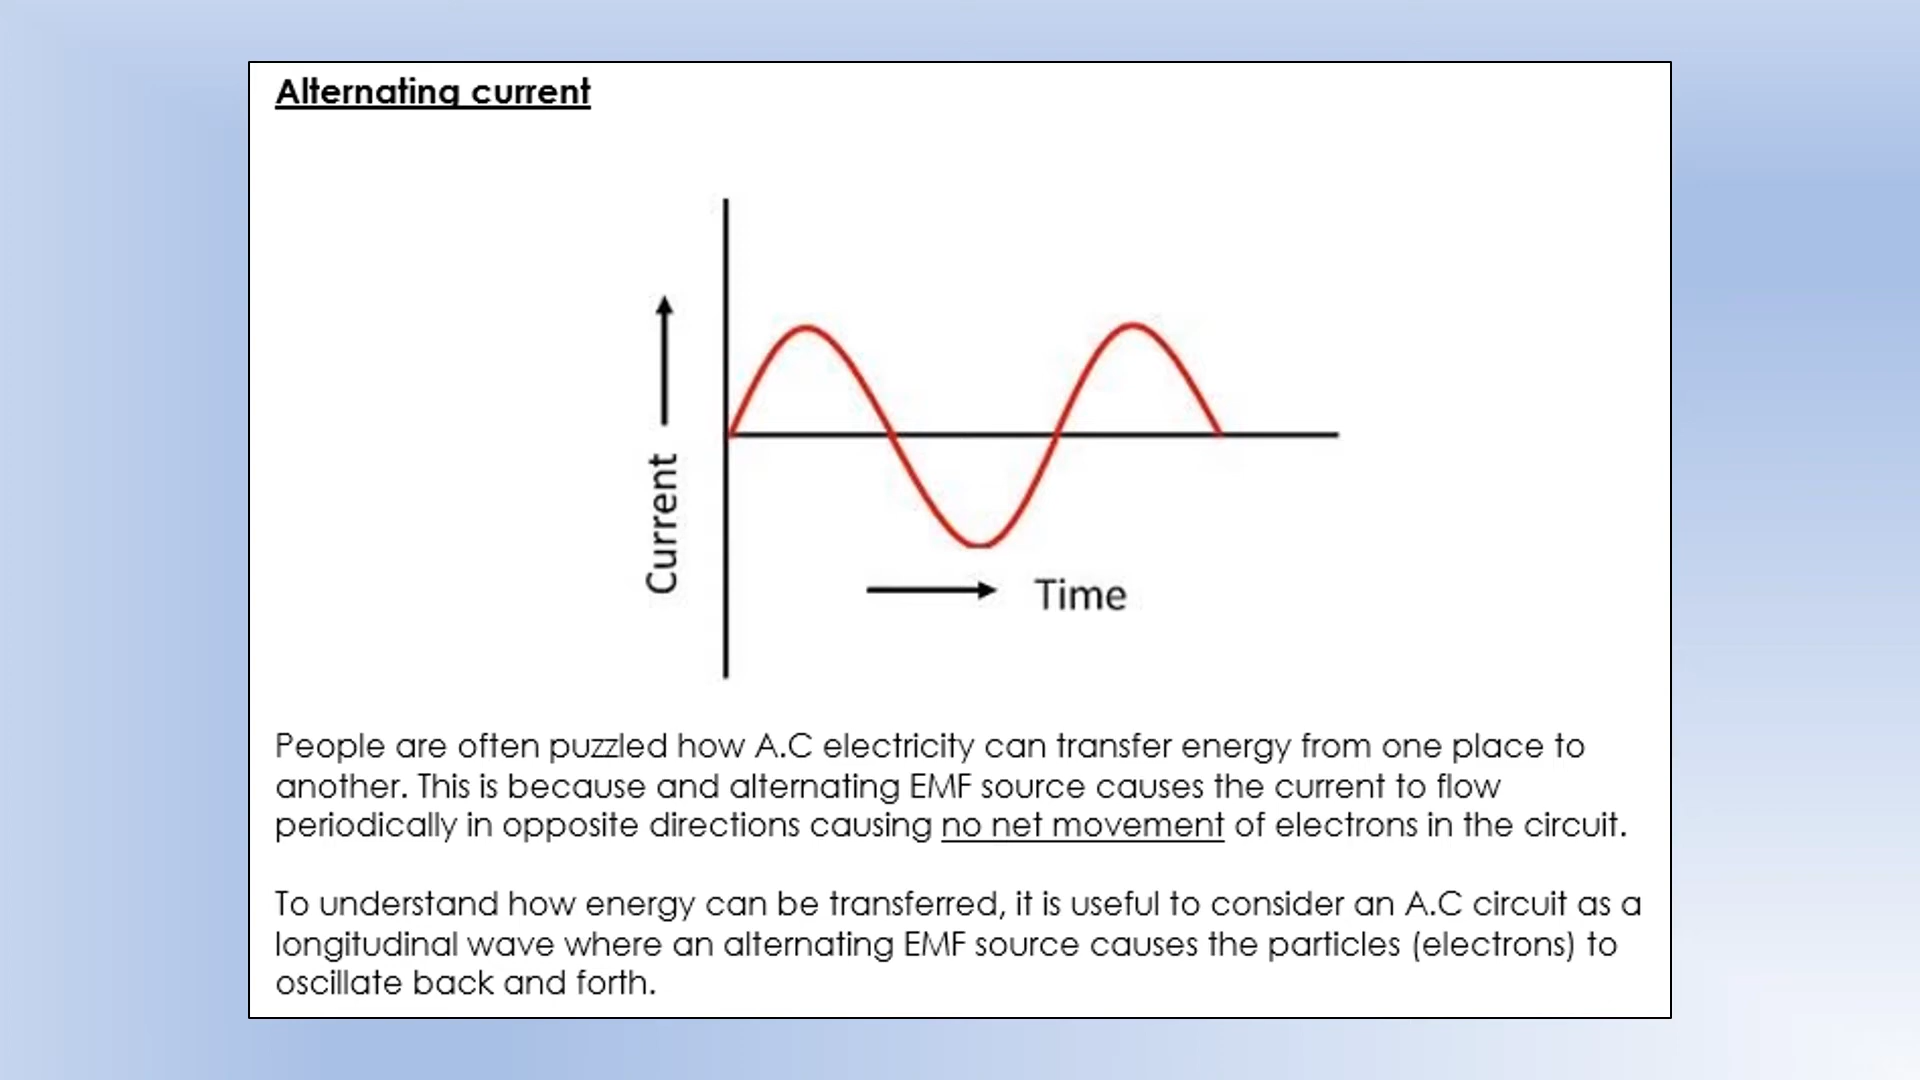 Alternating current
Current
Time
People are often puzzled how A.C electricity can transfer energy from one place to
another. This is because and alternating EMF source causes the current to flow
periodically in opposite directions causing no net movement of electrons in the circuit.
To understand how energy can be transferred, it is useful to consider an A.C circuit as a
longitudinal wave where an alternating EMF source causes the particles (electrons) to
oscillate back and forth.